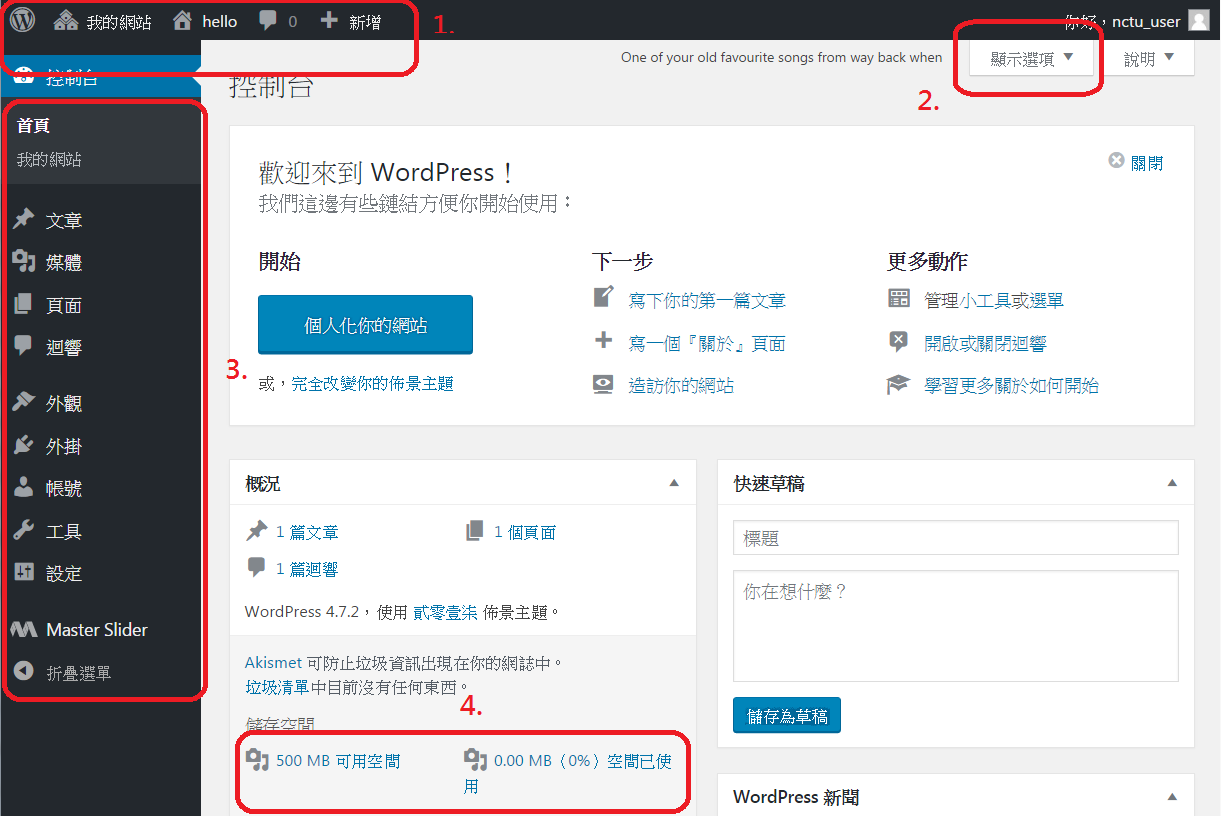 我的網站 hello 0 新增 1. 你好，nctu_user
One of your old favourite songs from way back when 顯示選項 說明
2.
控制台
首頁
我的網站
文章
媒體
頁面
迴響
外觀
外掛
帳號
工具
設定
Master Slider
折疊選單
控制台
歡迎來到 WordPress！ 關閉
我們這邊有些鏈結方便你開始使用：
開始
個人化你的網站
3.
或，完全改變你的佈景主題
下一步
寫下你的第一篇文章
寫一個『關於』頁面
造訪你的網站
更多動作
管理小工具或選單
開啟或關閉迴響
學習更多關於如何開始
概況
1 篇文章 1 個頁面
1 篇迴響
WordPress 4.7.2，使用 貳零壹柒 佈景主題。
Akismet 可防止垃圾資訊出現在你的網誌中。
垃圾清單中目前沒有任何東西。
4.
儲存空間
500 MB 可用空間 0.00 MB（0%）空間已使
用
快速草稿
標題
你在想什麼？
儲存為草稿
WordPress 新聞